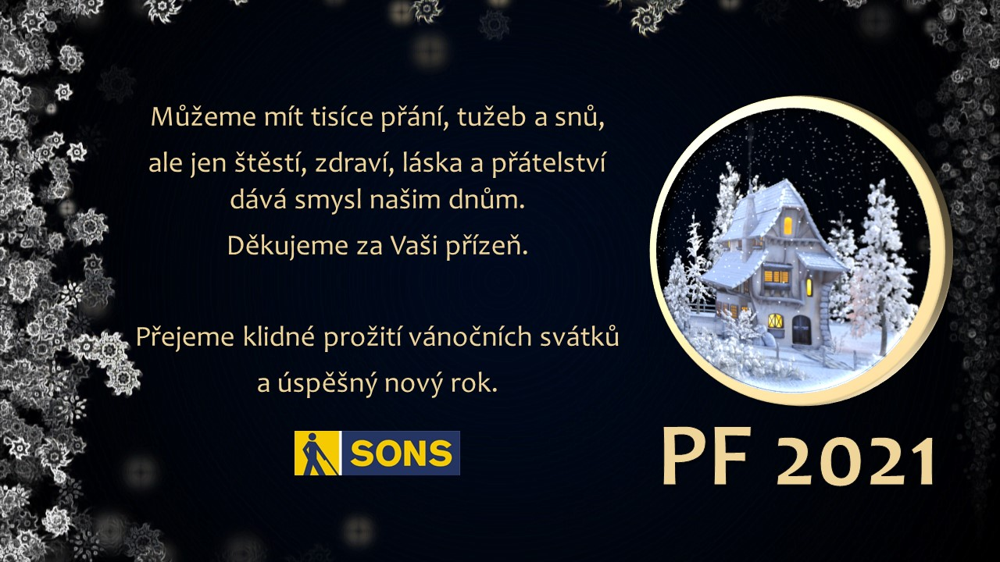 Můžeme mít tisíce přání, tužeb a snů,
ale jen štěstí, zdraví, láska a přátelství
dává smysl našim dnům.
Děkujeme za Vaši přízeň.
Přejeme klidné prožití vánočních svátků
a úspěšný nový rok.
SONS
PF 2021